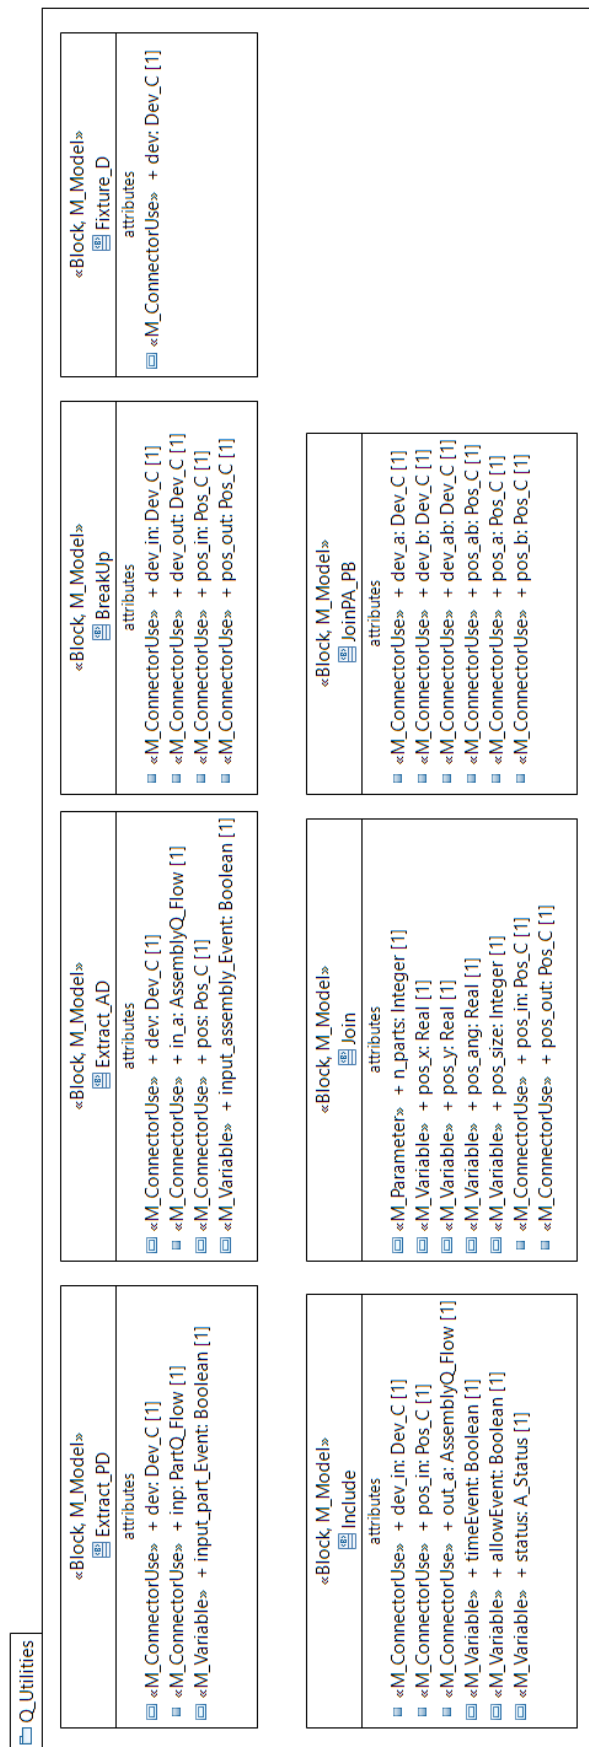 Q_Utilities
«Block, M_Model»
Extract_PD
attributes
«M_ConnectorUse» + dev: Dev_C [1]
«M_ConnectorUse» + inp: PartQ_Flow [1]
«M_Variable» + input_part_Event: Boolean [1]
«Block, M_Model»
Extract_AD
attributes
«M_ConnectorUse» + dev: Dev_C [1]
«M_ConnectorUse» + in_a: AssemblyQ_Flow [1]
«M_ConnectorUse» + pos: Pos_C [1]
«M_Variable» + input_assembly_Event: Boolean [1]
«Block, M_Model»
BreakUp
attributes
«M_ConnectorUse» + dev_in: Dev_C [1]
«M_ConnectorUse» + dev_out: Dev_C [1]
«M_ConnectorUse» + pos_in: Pos_C [1]
«M_ConnectorUse» + pos_out: Pos_C [1]
«Block, M_Model»
Fixture_D
attributes
«M_ConnectorUse» + dev: Dev_C [1]
«Block, M_Model»
Include
attributes
«M_ConnectorUse» + dev_in: Dev_C [1]
«M_ConnectorUse» + pos_in: Pos_C [1]
«M_ConnectorUse» + out_a: AssemblyQ_Flow [1]
«M_Variable» + timeEvent: Boolean [1]
«M_Variable» + allowEvent: Boolean [1]
«M_Variable» + status: A_Status [1]
«Block, M_Model»
Join
attributes
«M_Parameter» + n_parts: Integer [1]
«M_Variable» + pos_x: Real [1]
«M_Variable» + pos_y: Real [1]
«M_Variable» + pos_ang: Real [1]
«M_Variable» + pos_size: Integer [1]
«M_ConnectorUse» + pos_in: Pos_C [1]
«M_ConnectorUse» + pos_out: Pos_C [1]
«Block, M_Model»
JoinPA_PB
attributes
«M_ConnectorUse» + dev_a: Dev_C [1]
«M_ConnectorUse» + dev_b: Dev_C [1]
«M_ConnectorUse» + dev_ab: Dev_C [1]
«M_ConnectorUse» + pos_ab: Pos_C [1]
«M_ConnectorUse» + pos_a: Pos_C [1]
«M_ConnectorUse» + pos_b: Pos_C [1]